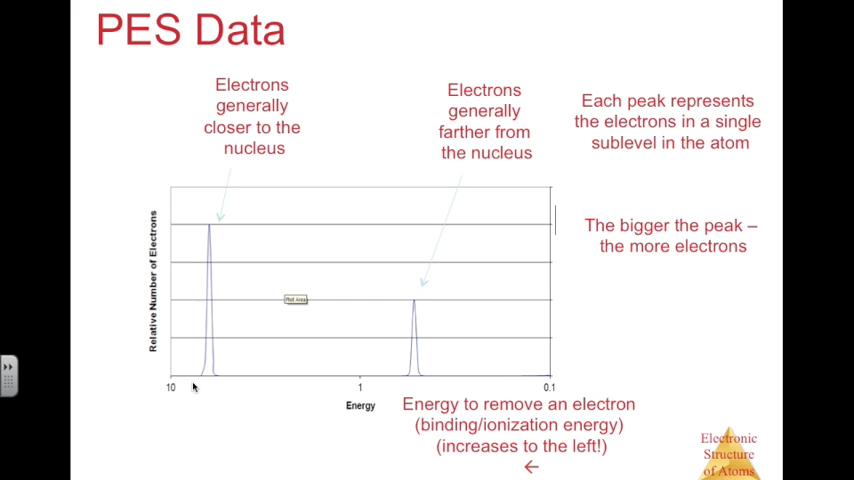 PES Data
Electrons
generally
closer to the
nucleus
Electrons
generally
farther from
the nucleus
Each peak represents
the electrons in a single
sublevel in the atom
The bigger the peak –
the more electrons
Relative Number of Electrons
Plot Area
10
1
0.1
Energy
Energy to remove an electron
(binding/ionization energy)
(increases to the left!)
←
Electronic
Structure
of Atoms